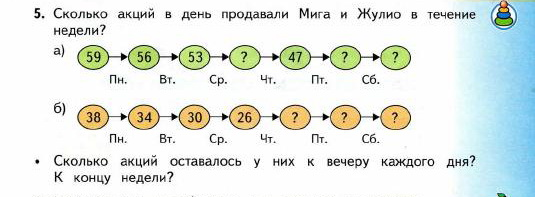 5. Сколько акций в день продавали Мига и Жулио в течение
недели?
а) 59 56 53 ? 47 ? ?
Пн. Вт. Ср. Чт. Пт. Сб.
б) 38 34 30 26 ? ? ?
Пн. Вт. Ср. Чт. Пт. Сб.
• Сколько акций оставалось у них к вечеру каждого дня?
К концу недели?